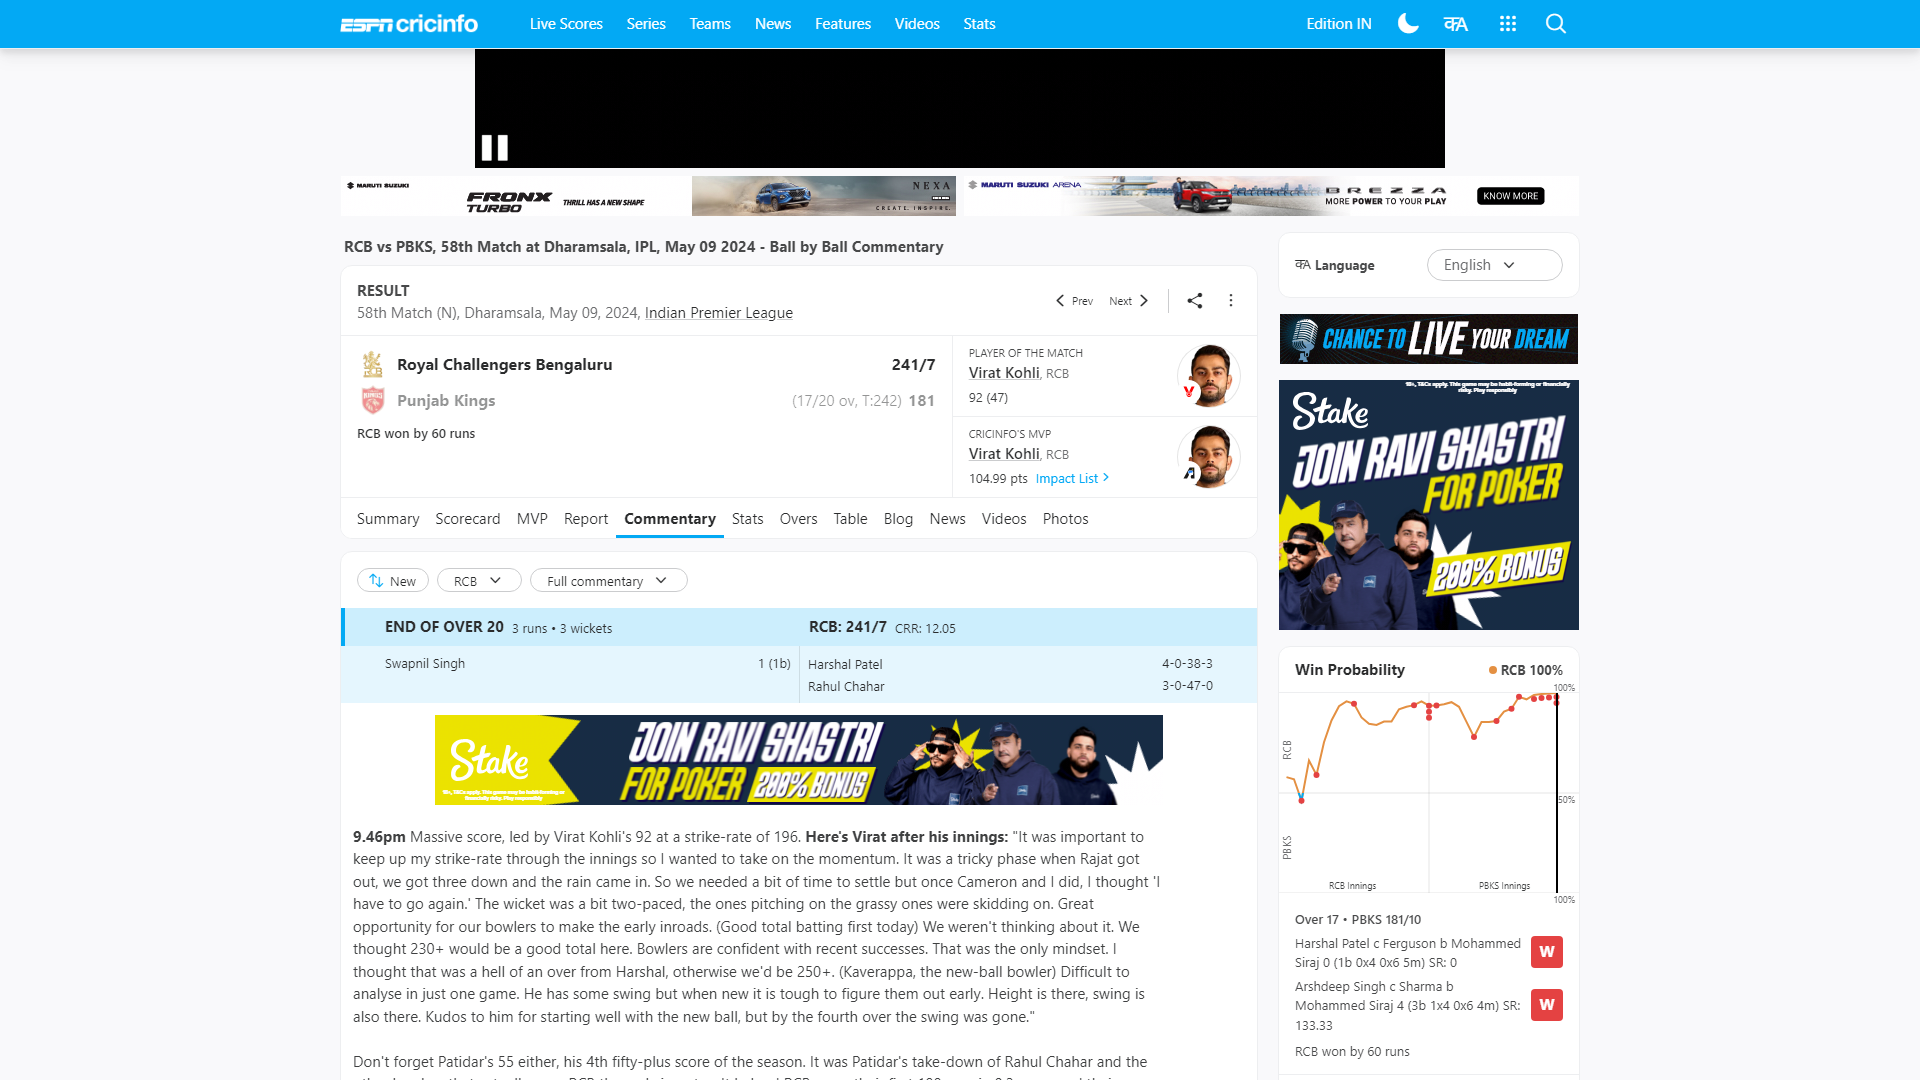 ESPN cricinfo
Live Scores Series Teams News Features Videos Stats
Edition IN
MARUTI SUZUKI
FRONX
TURBO
THRILL HAS A NEW SHAPE
NEXA
CREATE. INSPIRE.
MARUTI SUZUKI ARENA
BREZZA
MORE POWER TO YOUR PLAY
KNOW MORE
RCB vs PBKS, 58th Match at Dharamsala, IPL, May 09 2024 - Ball by Ball Commentary
RESULT
58th Match (N), Dharamsala, May 09, 2024, Indian Premier League
Prev Next
Royal Challengers Bengaluru 241/7
Punjab Kings (17/20 ov, T:242) 181
RCB won by 60 runs
PLAYER OF THE MATCH
Virat Kohli, RCB
92 (47)
CRICINFO'S MVP
Virat Kohli, RCB
104.99 pts Impact List
Summary Scorecard MVP Report Commentary Stats Overs Table Blog News Videos Photos
New RCB Full commentary
END OF OVER 20 3 runs • 3 wickets RCB: 241/7 CRR: 12.05
Swapnil Singh 1 (1b)
Harshal Patel 4-0-38-3
Rahul Chahar 3-0-47-0
Stake
JOIN RAVI SHASTRI
FOR POKER 200% BONUS
9.46pm Massive score, led by Virat Kohli's 92 at a strike-rate of 196. Here's Virat after his innings: "It was important to
keep up my strike-rate through the innings so I wanted to take on the momentum. It was a tricky phase when Rajat got
out, we got three down and the rain came in. So we needed a bit of time to settle but once Cameron and I did, I thought 'I
have to go again.' The wicket was a bit two-paced, the ones pitching on the grassy ones were skidding on. Great
opportunity for our bowlers to make the early inroads. (Good total batting first today) We weren't thinking about it. We
thought 230+ would be a good total here. Bowlers are confident with recent successes. That was the only mindset. I
thought that was a hell of an over from Harshal, otherwise we'd be 250+. (Kaverappa, the new-ball bowler) Difficult to
analyse in just one game. He has some swing but when new it is tough to figure them out early. Height is there, swing is
also there. Kudos to him for starting well with the new ball, but by the fourth over the swing was gone."
Don't forget Patidar's 55 either, his 4th fifty-plus score of the season. It was Patidar's take-down of Rahul Chahar and the
क्A Language English
CHANCE TO LIVE YOUR DREAM
18+, T&Cs apply. This game may be habit-forming or financially
risky. Play responsibly
Stake
JOIN RAVI SHASTRI
FOR POKER
200% BONUS
Win Probability RCB 100%
100%
RCB
50%
PBKS
RCB Innings PBKS Innings
100%
Over 17 • PBKS 181/10
Harshal Patel c Ferguson b Mohammed
Siraj 0 (1b 0x4 0x6 5m) SR: 0
W
Arshdeep Singh c Sharma b
Mohammed Siraj 4 (3b 1x4 0x6 4m) SR:
133.33
W
RCB won by 60 runs